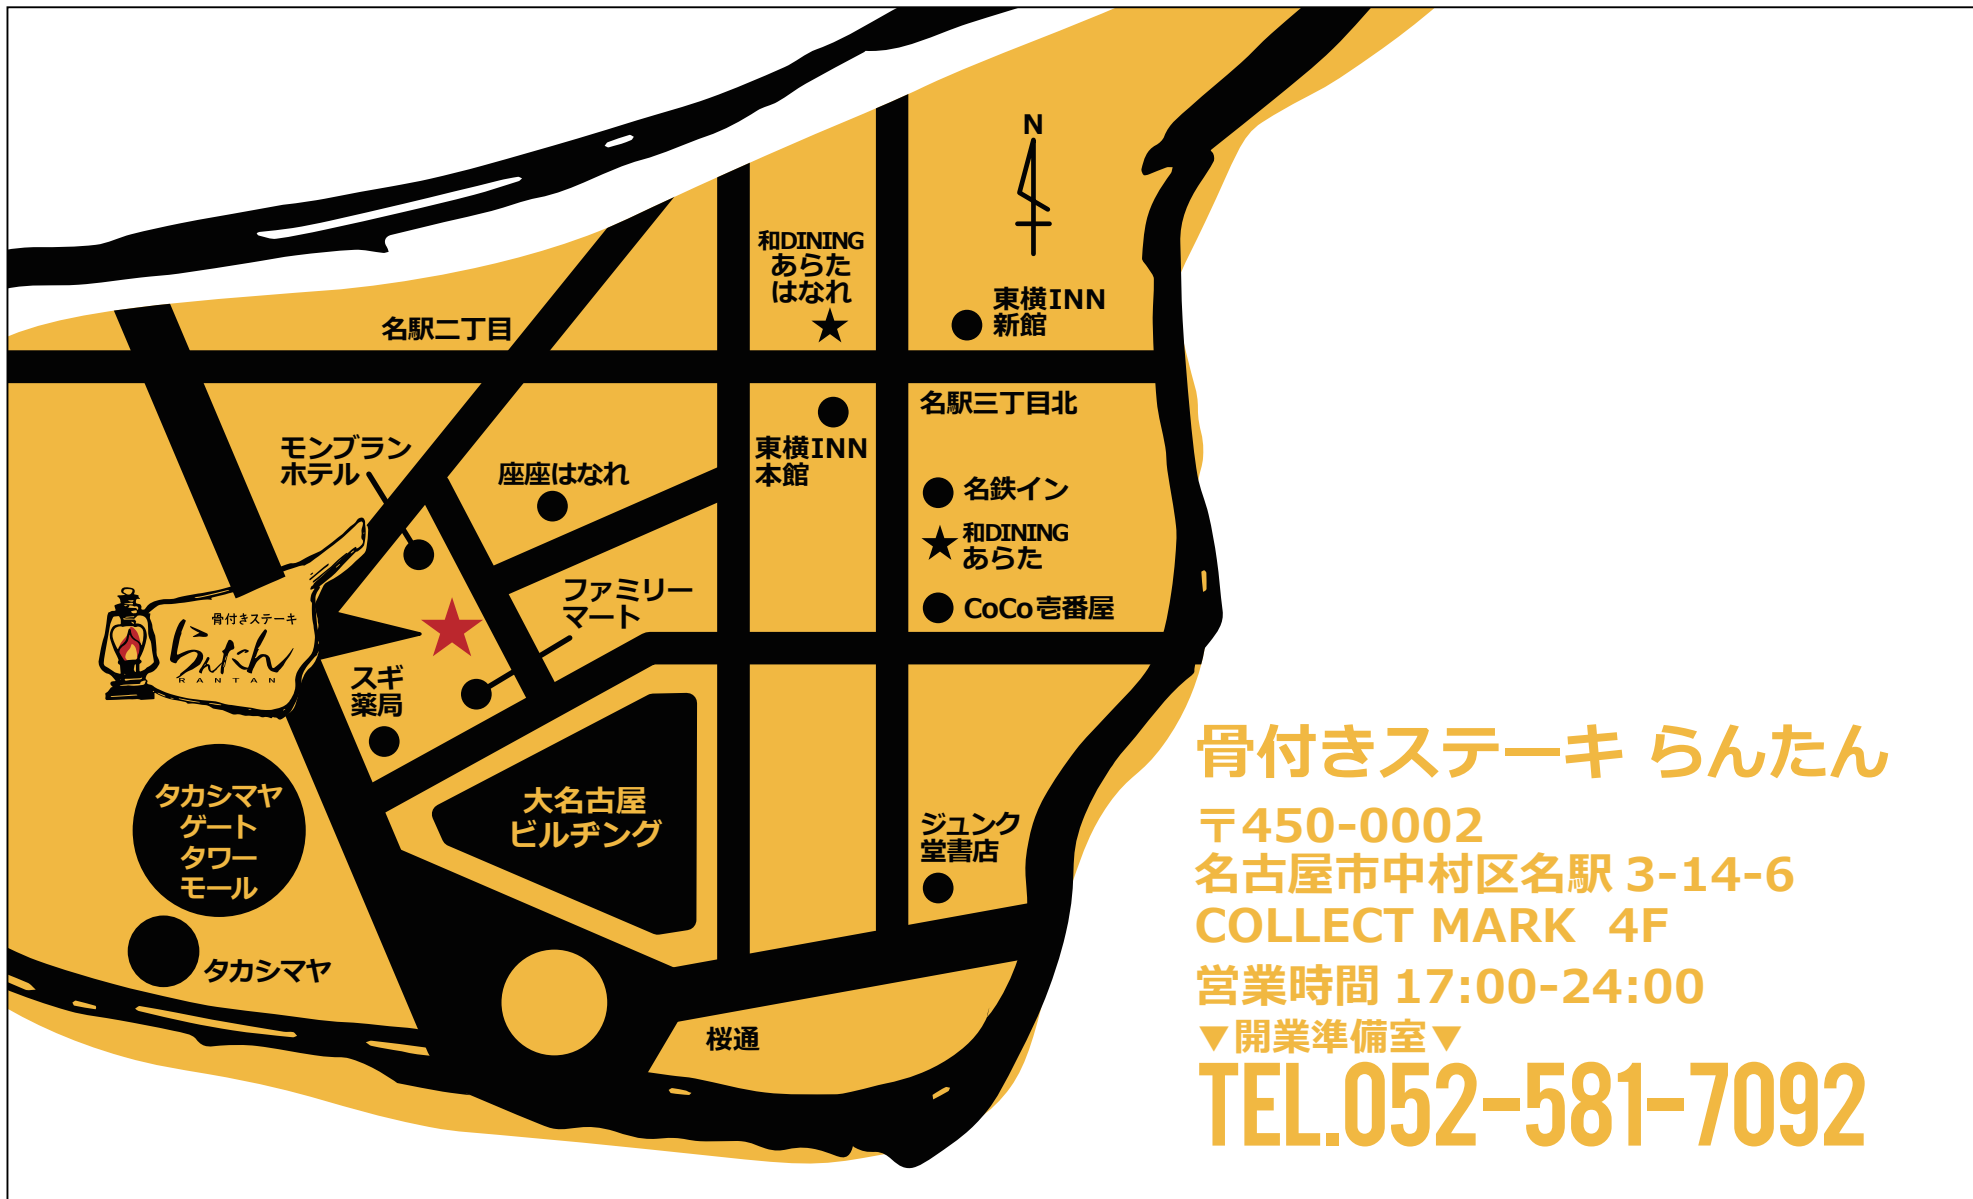 N
和DINING
あらた
はなれ
東横INN
新館
名駅二丁目
名駅三丁目北
モンブラン
ホテル
座座はなれ
東横INN
本館
名鉄イン
和DINING
あらた
ファミリー
マート
CoCo壱番屋
骨付きステーキ
らんたん
RANTAN
スギ
薬局
タカシマヤ
ゲート
タワー
モール
大名古屋
ビルヂング
ジュンク
堂書店
タカシマヤ
桜通
骨付きステーキ らんたん
〒450-0002
名古屋市中村区名駅 3-14-6
COLLECT MARK 4F
営業時間 17:00-24:00
▼開業準備室▼
TEL.052-581-7092